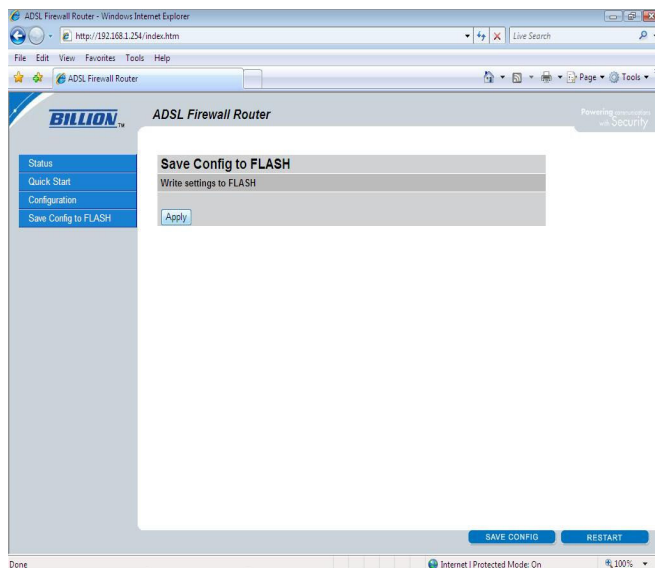 ADSL Firewall Router - Windows Internet Explorer
http://192.168.1.254/index.htm
Live Search
File Edit View Favorites Tools Help
ADSL Firewall Router
Page Tools
BILLION TM
ADSL Firewall Router
Powering
with Security
Status
Quick Start
Configuration
Save Config to FLASH
Save Config to FLASH
Write settings to FLASH
Apply
SAVE CONFIG RESTART
Done
Internet | Protected Mode: On
100%